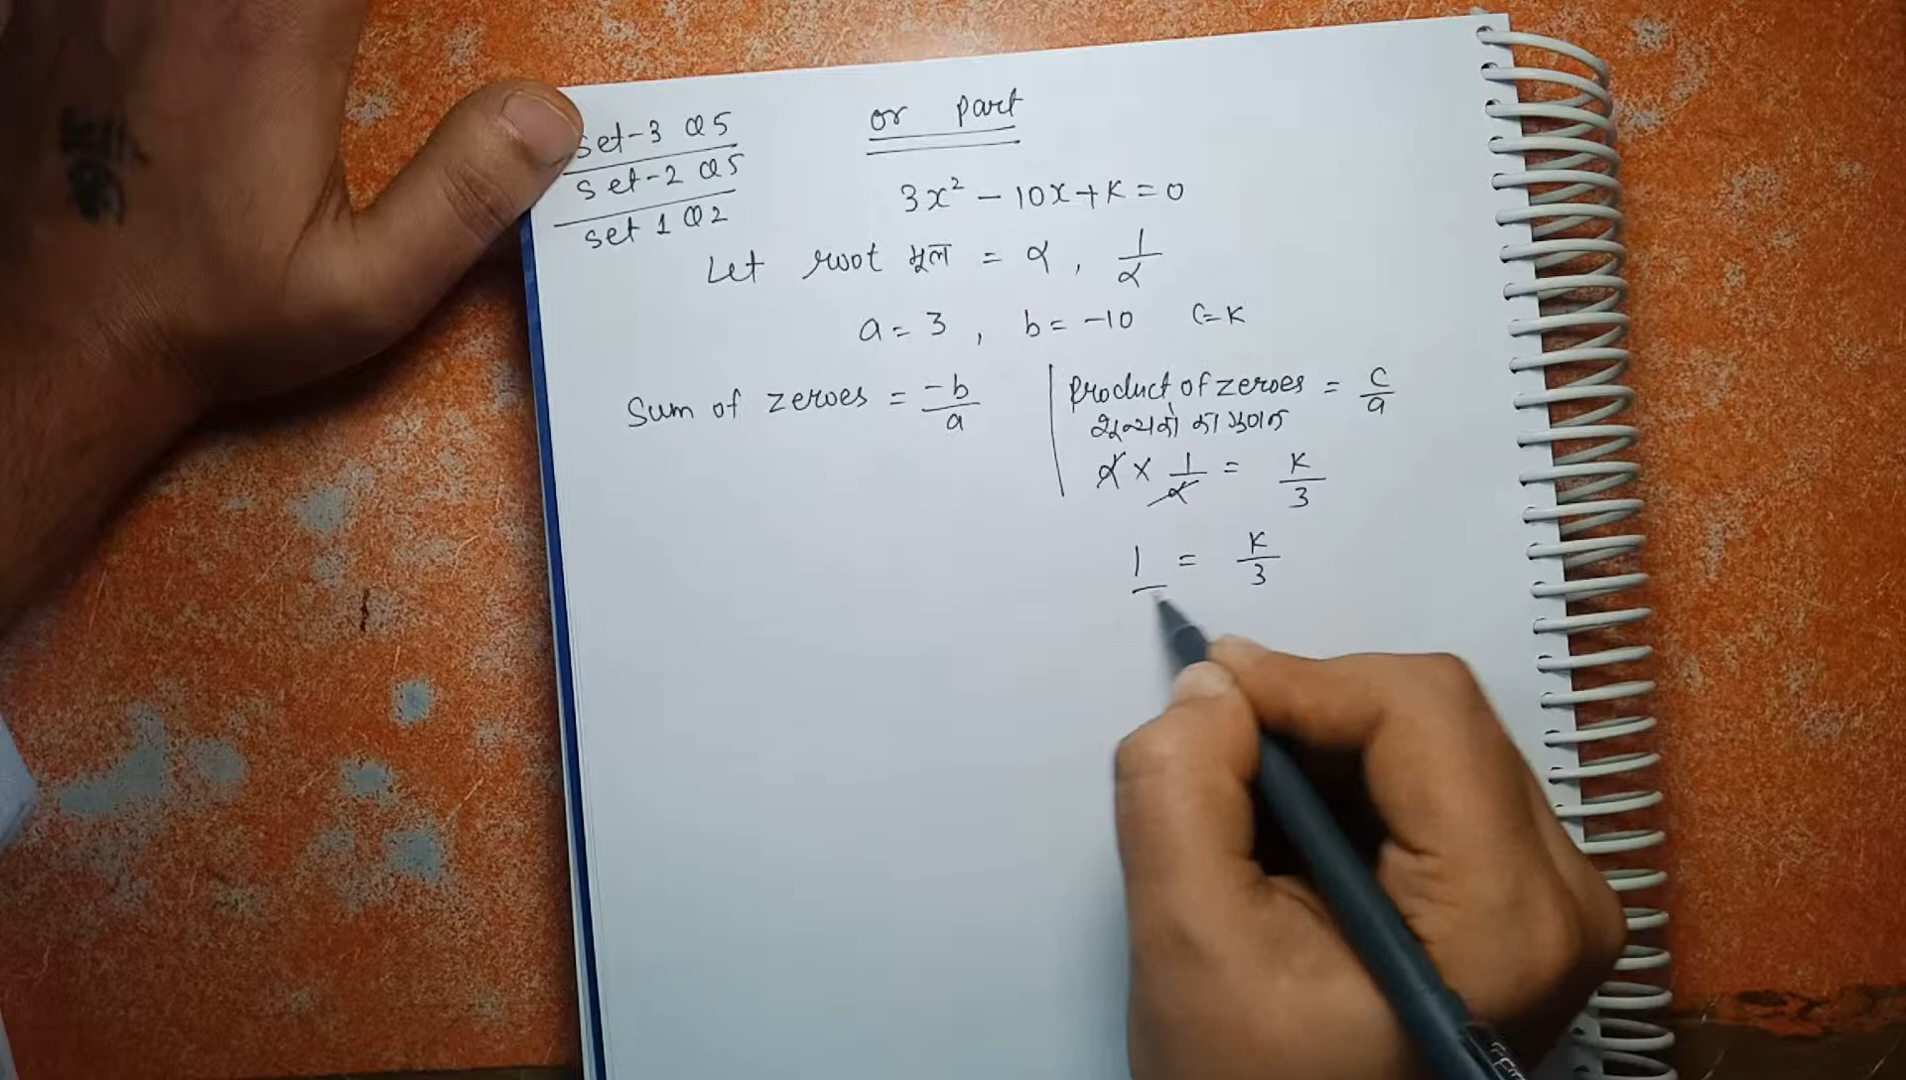 set-3 Q5
or part
set-2 Q5
set 1 Q2
3x² - 10x + K = 0
Let root मूल = α, 1/α
a = 3, b = -10 c = K
Sum of zeroes = -b/a
product of zeroes = c/a
शून्यको का गुणन
α × 1/α = K/3
1 = K/3